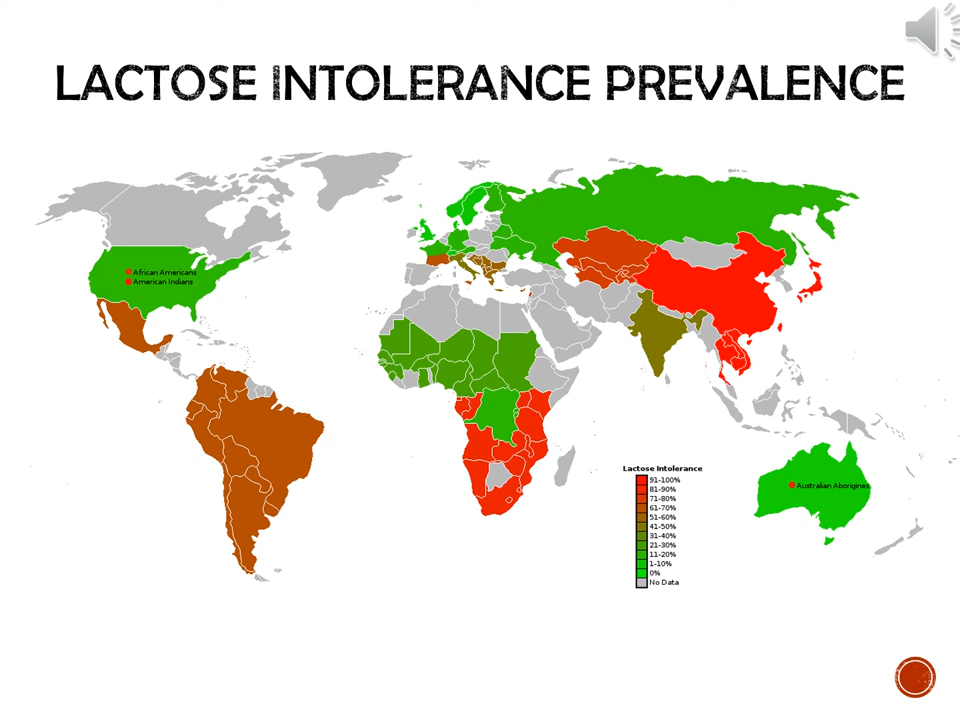 LACTOSE INTOLERANCE PREVALENCE
African Americans
American Indians
Australian Aborigines
Lactose Intolerance
91-100%
81-90%
71-80%
61-70%
51-60%
41-50%
31-40%
21-30%
11-20%
1-10%
0%
No Data